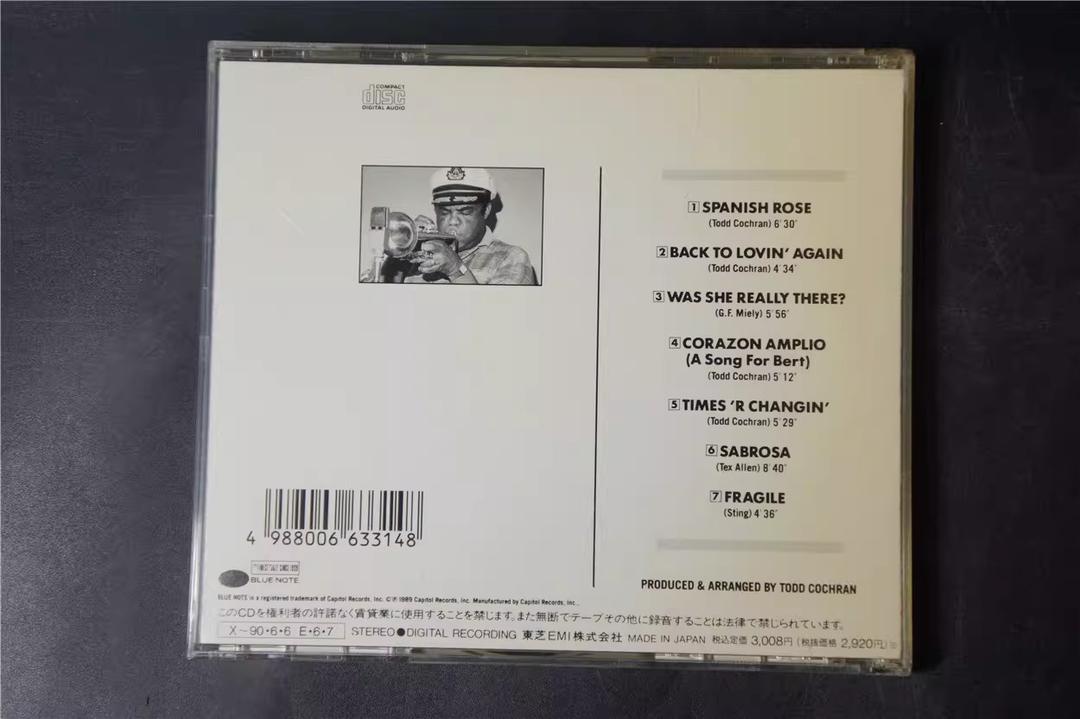 COMPACT
disc
DIGITAL AUDIO
1 SPANISH ROSE
(Todd Cochran) 6'30"
2 BACK TO LOVIN' AGAIN
(Todd Cochran) 4'34"
3 WAS SHE REALLY THERE?
(G.F. Miely) 5'56"
4 CORAZON AMPLIO
(A Song For Bert)
(Todd Cochran) 5'12"
5 TIMES 'R CHANGIN'
(Todd Cochran) 5'29"
6 SABROSA
(Tex Allen) 8'40"
7 FRAGILE
(Sting) 4'36"
PRODUCED & ARRANGED BY TODD COCHRAN
4 988006 633148
BLUE NOTE
BLUE NOTE is a registered trademark of Capitol Records, Inc. ©℗ 1989 Capitol Records, Inc. Manufactured by Capitol Records, Inc.,
このCDを権利者の許諾なく賃貸業に使用することを禁じます。また無断でテープその他に録音することは法律で禁じられています。
X〜90・6・6 E・6・7 STEREO●DIGITAL RECORDING 東芝EMI株式会社 MADE IN JAPAN 税込定価 3,008円 (税抜価格 2,920円)